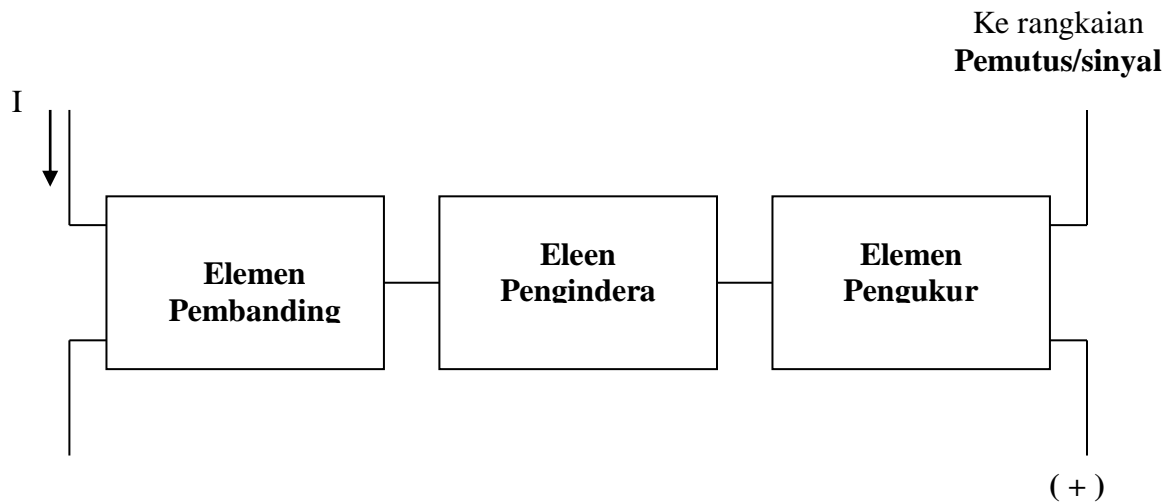 Ke rangkaian
Pemutus/sinyal
I
Elemen
Pembanding
Eleen
Pengindera
Elemen
Pengukur
( + )